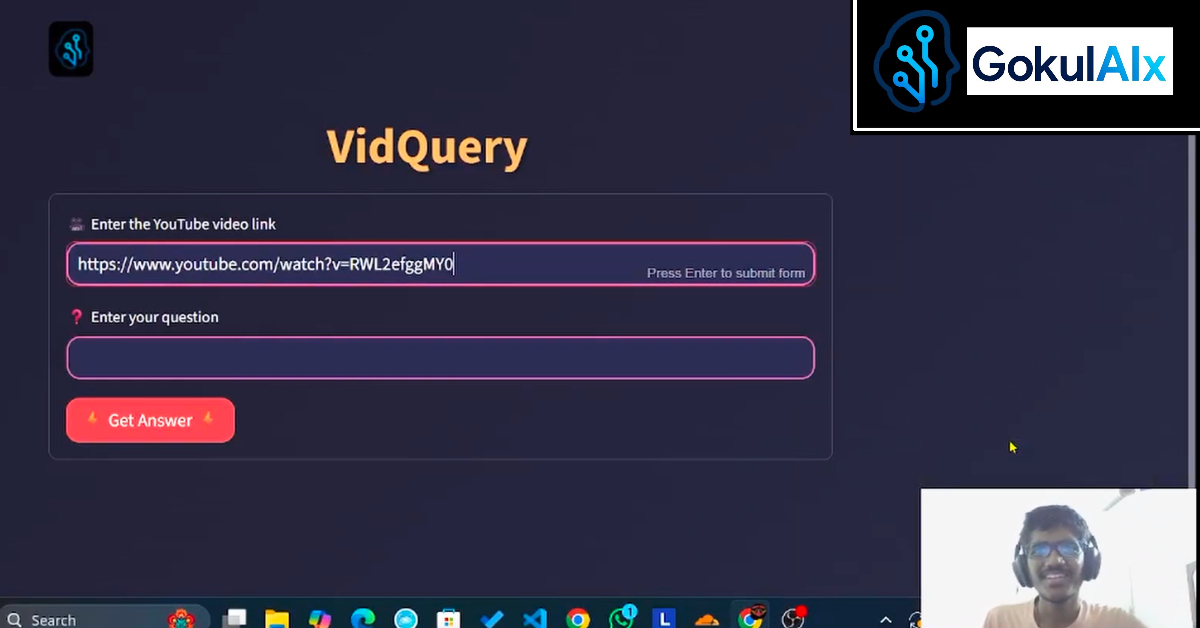 GokulAIx
VidQuery
Enter the YouTube video link
https://www.youtube.com/watch?v=RWL2efggMY0
Press Enter to submit form
❓ Enter your question
Get Answer
Search
1
L